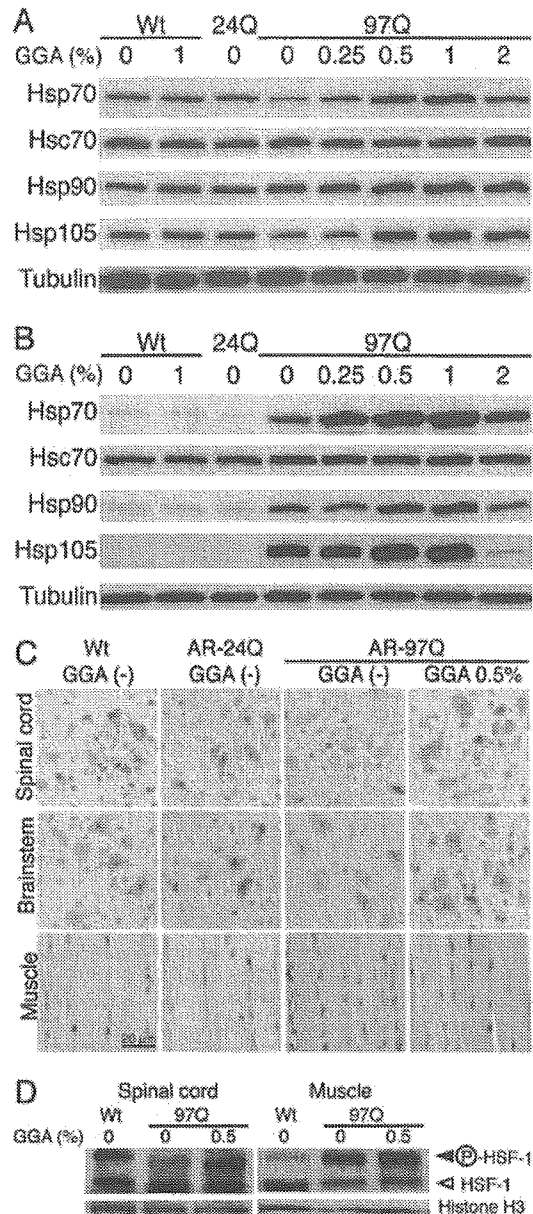 A
Wt 24Q 97Q
GGA (%) 0 1 0 0 0.25 0.5 1 2
Hsp70
Hsc70
Hsp90
Hsp105
Tubulin
B
Wt 24Q 97Q
GGA (%) 0 1 0 0 0.25 0.5 1 2
Hsp70
Hsc70
Hsp90
Hsp105
Tubulin
C
Wt AR-24Q AR-97Q
GGA (-) GGA (-) GGA (-) GGA 0.5%
Spinal cord
Brainstem
Muscle
20 μm
D
Spinal cord Muscle
Wt 97Q Wt 97Q
GGA (%) 0 0 0.5 0 0 0.5
P-HSF-1
HSF-1
Histone H3